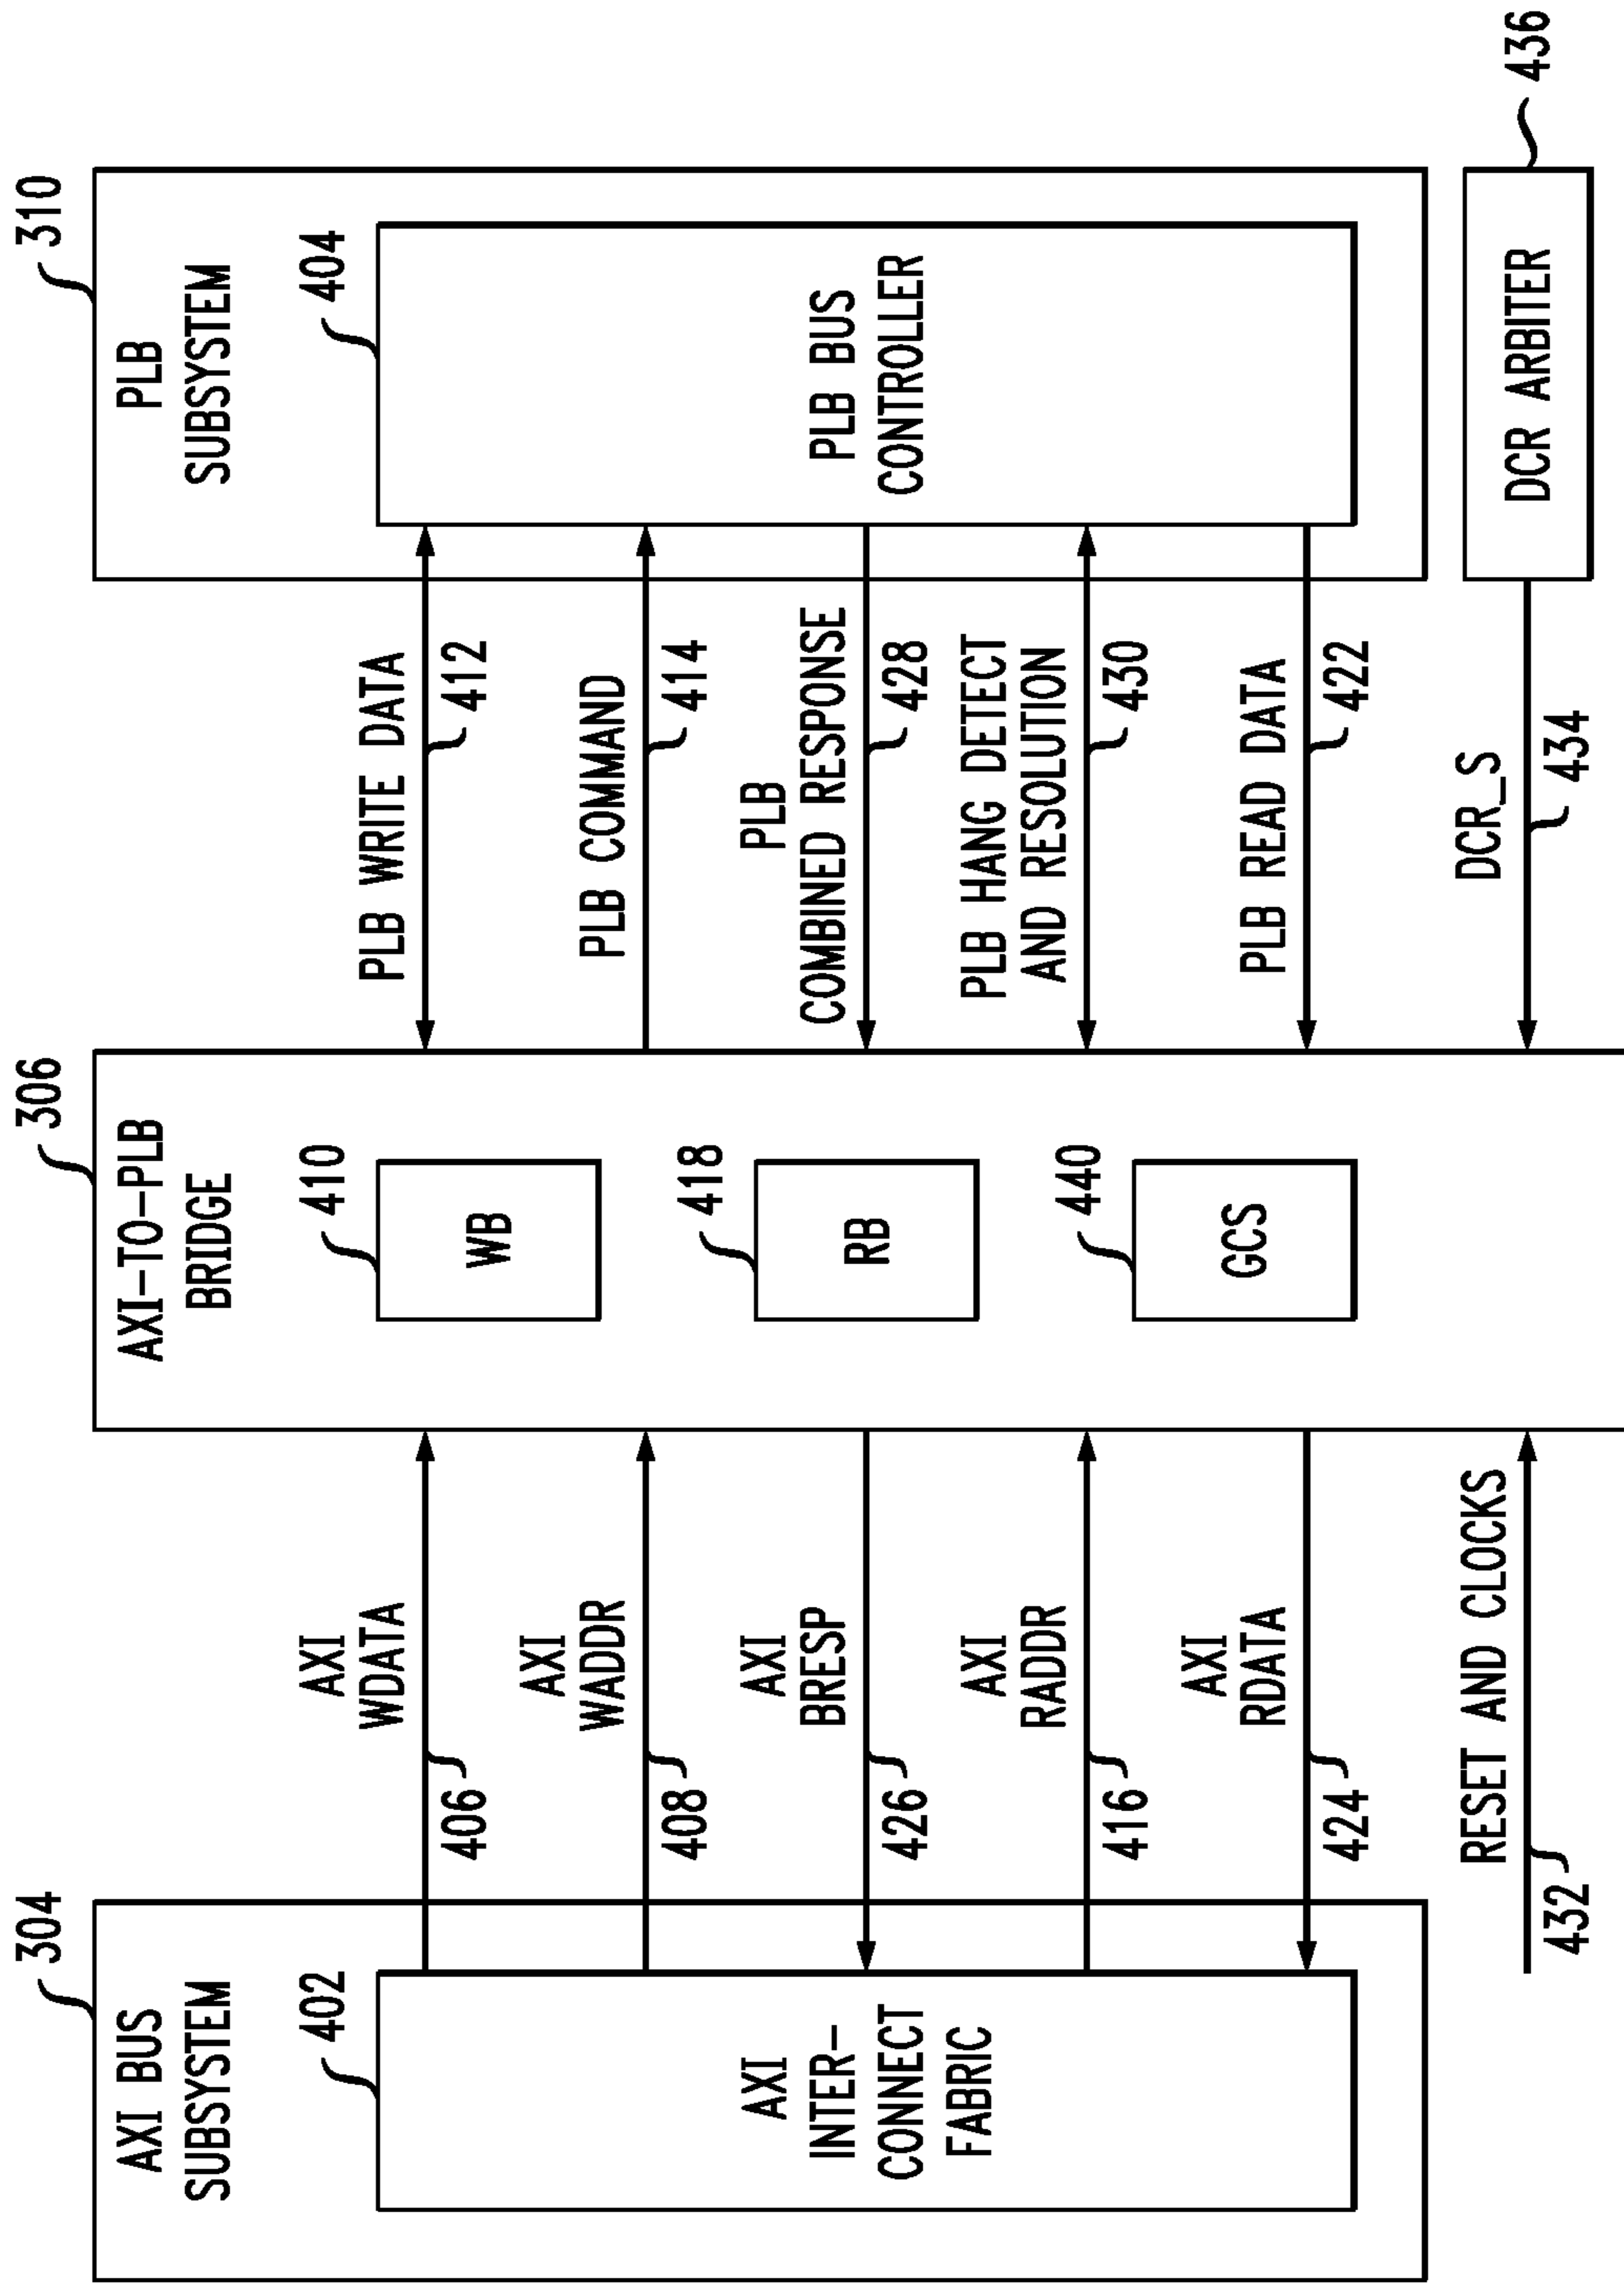 304
AXI BUS
SUBSYSTEM
402
AXI
INTER-
CONNECT
FABRIC
AXI
WDATA
406
AXI
WADDR
408
AXI
BRESP
426
AXI
RADDR
416
AXI
RDATA
424
RESET AND CLOCKS
432
306
AXI-TO-PLB
BRIDGE
410
WB
418
RB
440
GCS
PLB WRITE DATA
412
PLB COMMAND
414
PLB
COMBINED RESPONSE
428
PLB HANG DETECT
AND RESOLUTION
430
PLB READ DATA
422
DCR_S
434
310
PLB
SUBSYSTEM
404
PLB BUS
CONTROLLER
DCR ARBITER
436